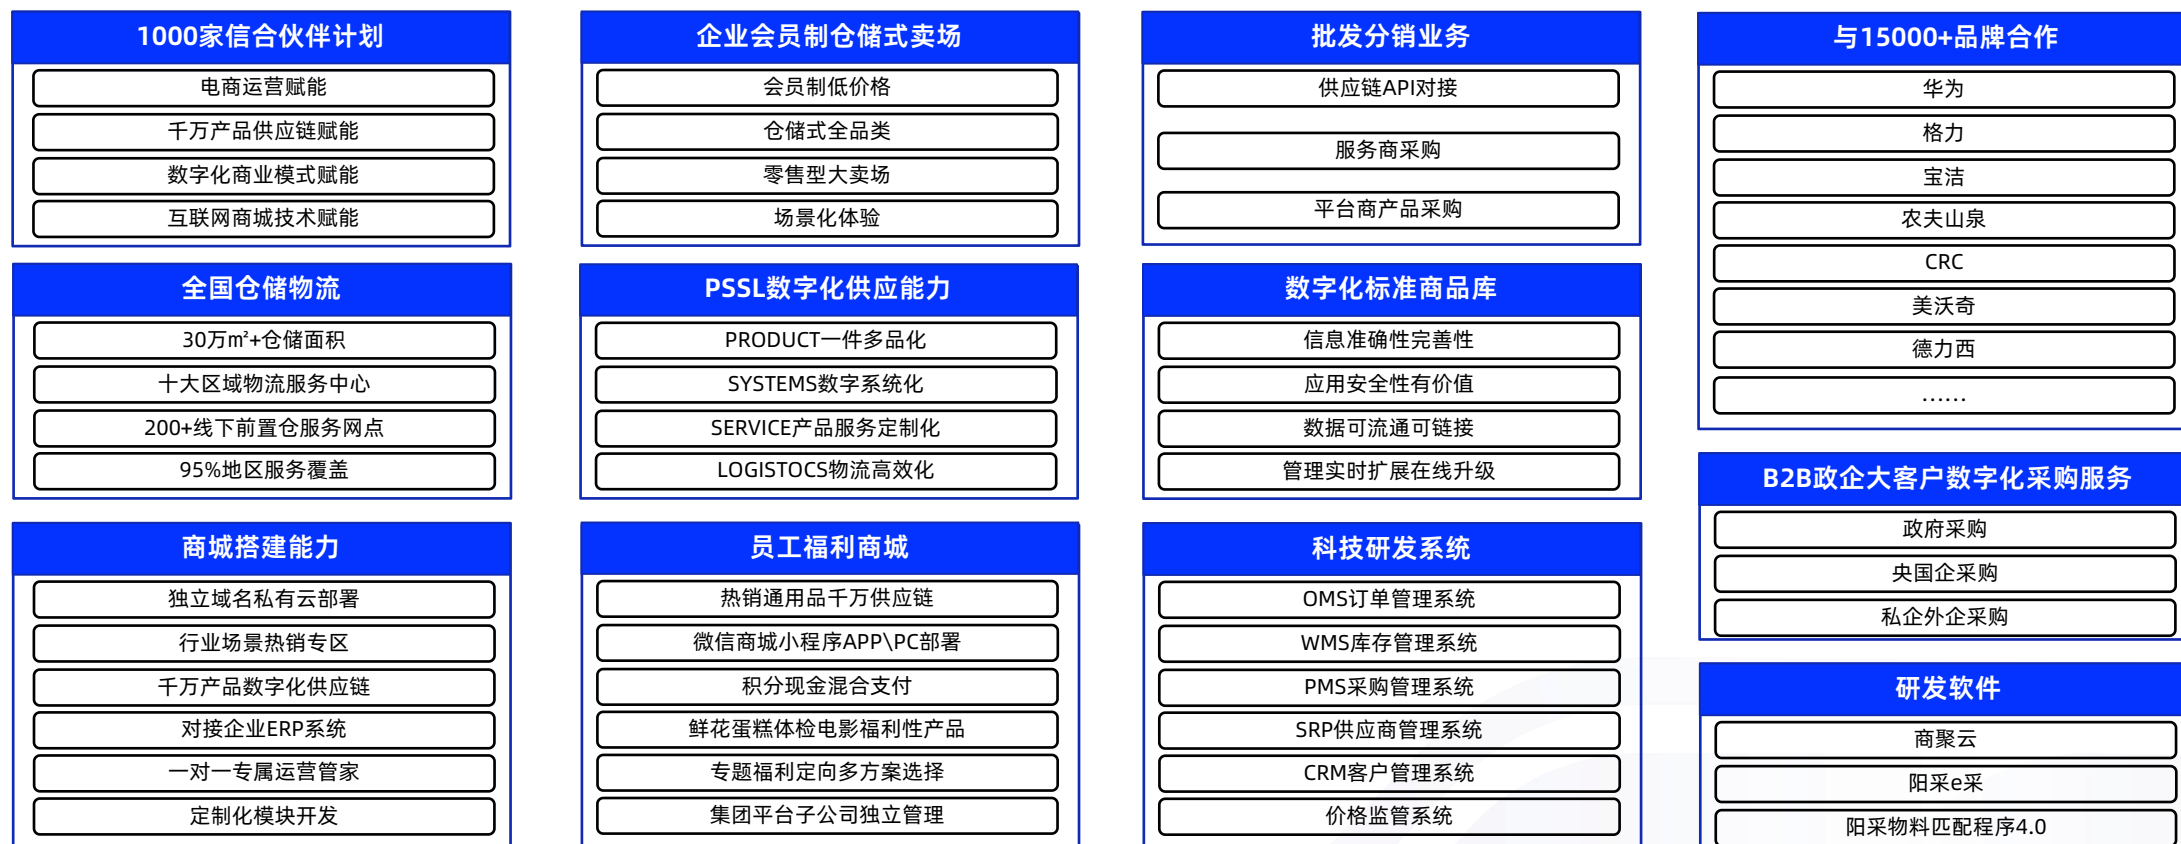 1000家信合伙伴计划
电商运营赋能
千万产品供应链赋能
数字化商业模式赋能
互联网商城技术赋能
企业会员制仓储式卖场
会员制低价格
仓储式全品类
零售型大卖场
场景化体验
批发分销业务
供应链API对接
服务商采购
平台商产品采购
与15000+品牌合作
华为
格力
宝洁
农夫山泉
CRC
美沃奇
德力西
……
全国仓储物流
30万㎡+仓储面积
十大区域物流服务中心
200+线下前置仓服务网点
95%地区服务覆盖
PSSL数字化供应能力
PRODUCT一件多品化
SYSTEMS数字系统化
SERVICE产品服务定制化
LOGISTOCS物流高效化
数字化标准商品库
信息准确性完善性
应用安全性有价值
数据可流通可链接
管理实时扩展在线升级
B2B政企大客户数字化采购服务
政府采购
央国企采购
私企外企采购
商城搭建能力
独立域名私有云部署
行业场景热销专区
千万产品数字化供应链
对接企业ERP系统
一对一专属运营管家
定制化模块开发
员工福利商城
热销通用品千万供应链
微信商城小程序APP\PC部署
积分现金混合支付
鲜花蛋糕体检电影福利性产品
专题福利定向多方案选择
集团平台子公司独立管理
科技研发系统
OMS订单管理系统
WMS库存管理系统
PMS采购管理系统
SRP供应商管理系统
CRM客户管理系统
价格监管系统
研发软件
商聚云
阳采e采
阳采物料匹配程序4.0